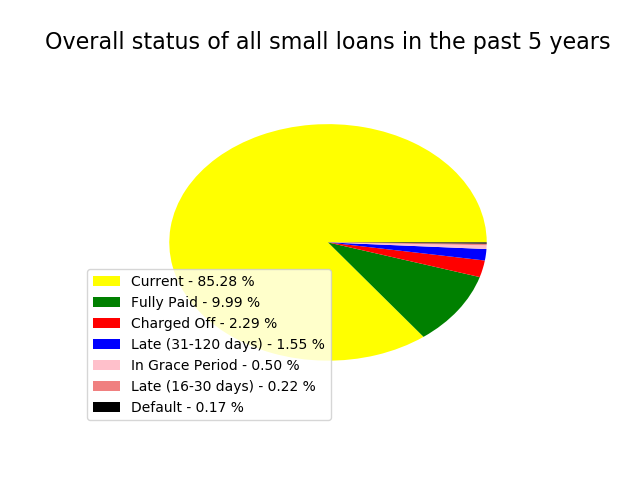 Overall status of all small loans in the past 5 years
Current - 85.28 %
Fully Paid - 9.99 %
Charged Off - 2.29 %
Late (31-120 days) - 1.55 %
In Grace Period - 0.50 %
Late (16-30 days) - 0.22 %
Default - 0.17 %